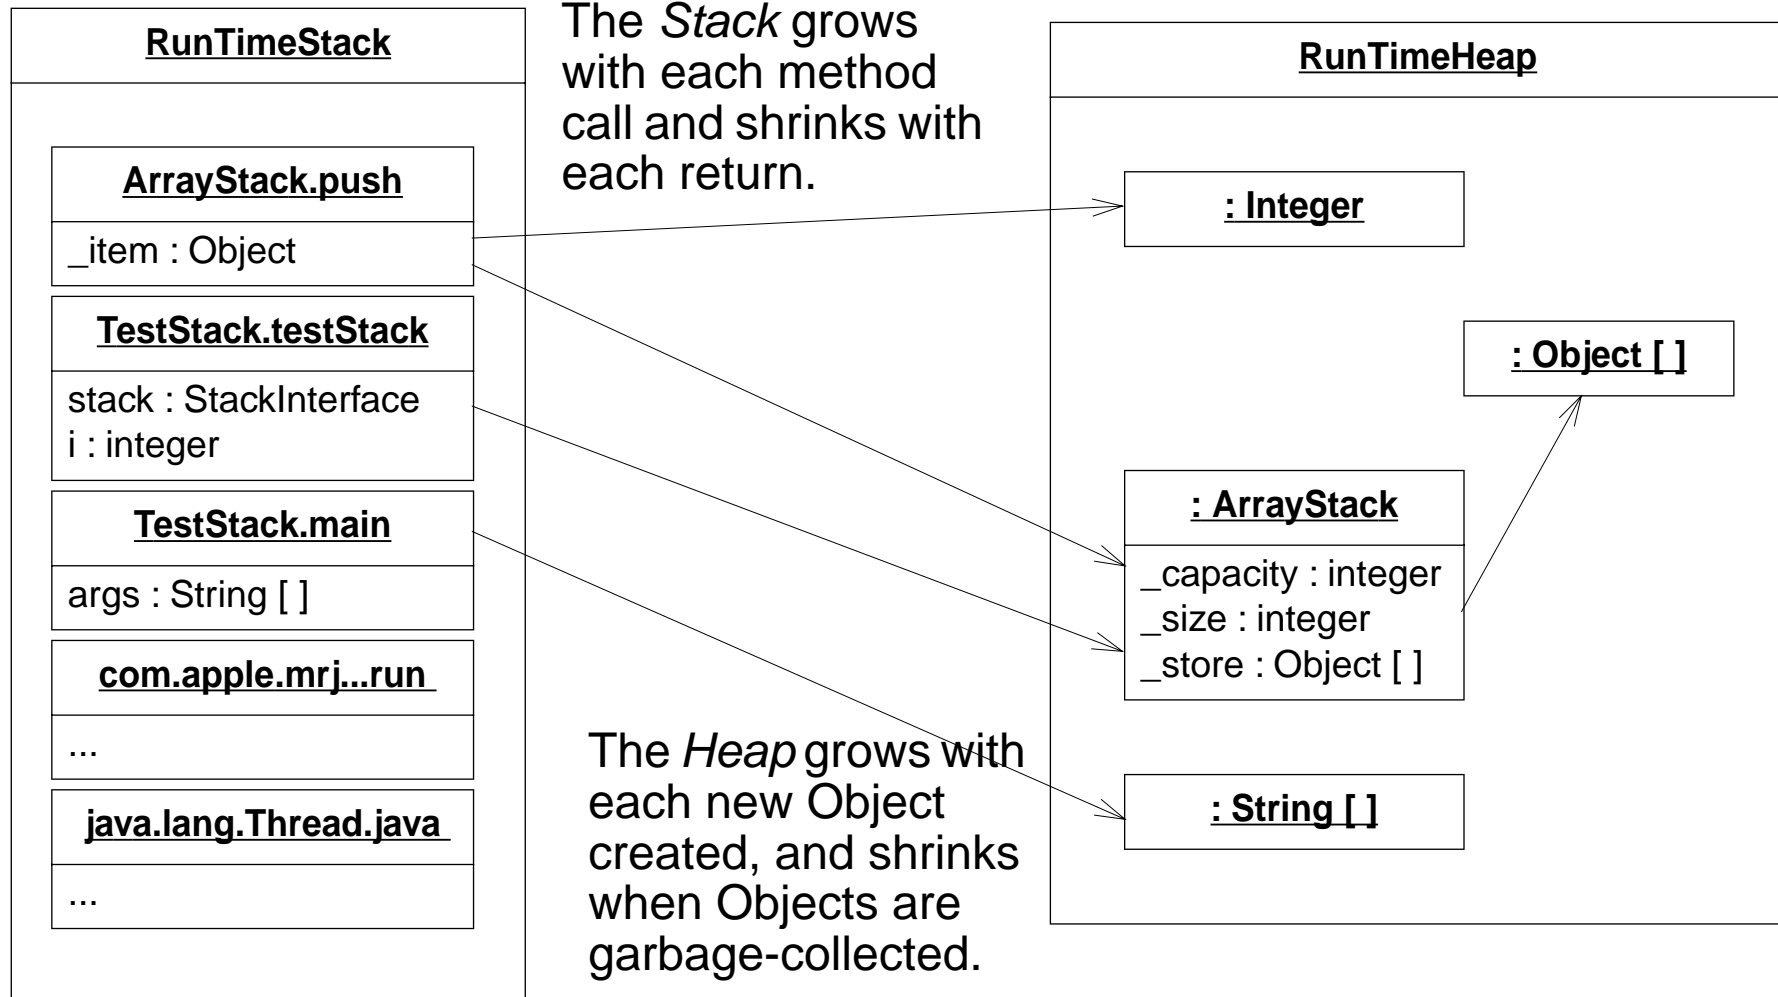 RunTimeStack
ArrayStack.push
_item : Object
TestStack.testStack
stack : StackInterface
i : integer
TestStack.main
args : String [ ]
com.apple.mrj...run
...
java.lang.Thread.java
...
The Stack grows
with each method
call and shrinks with
each return.
The Heap grows with
each new Object
created, and shrinks
when Objects are
garbage-collected.
RunTimeHeap
: Integer
: Object [ ]
: ArrayStack
_capacity : integer
_size : integer
_store : Object [ ]
: String [ ]